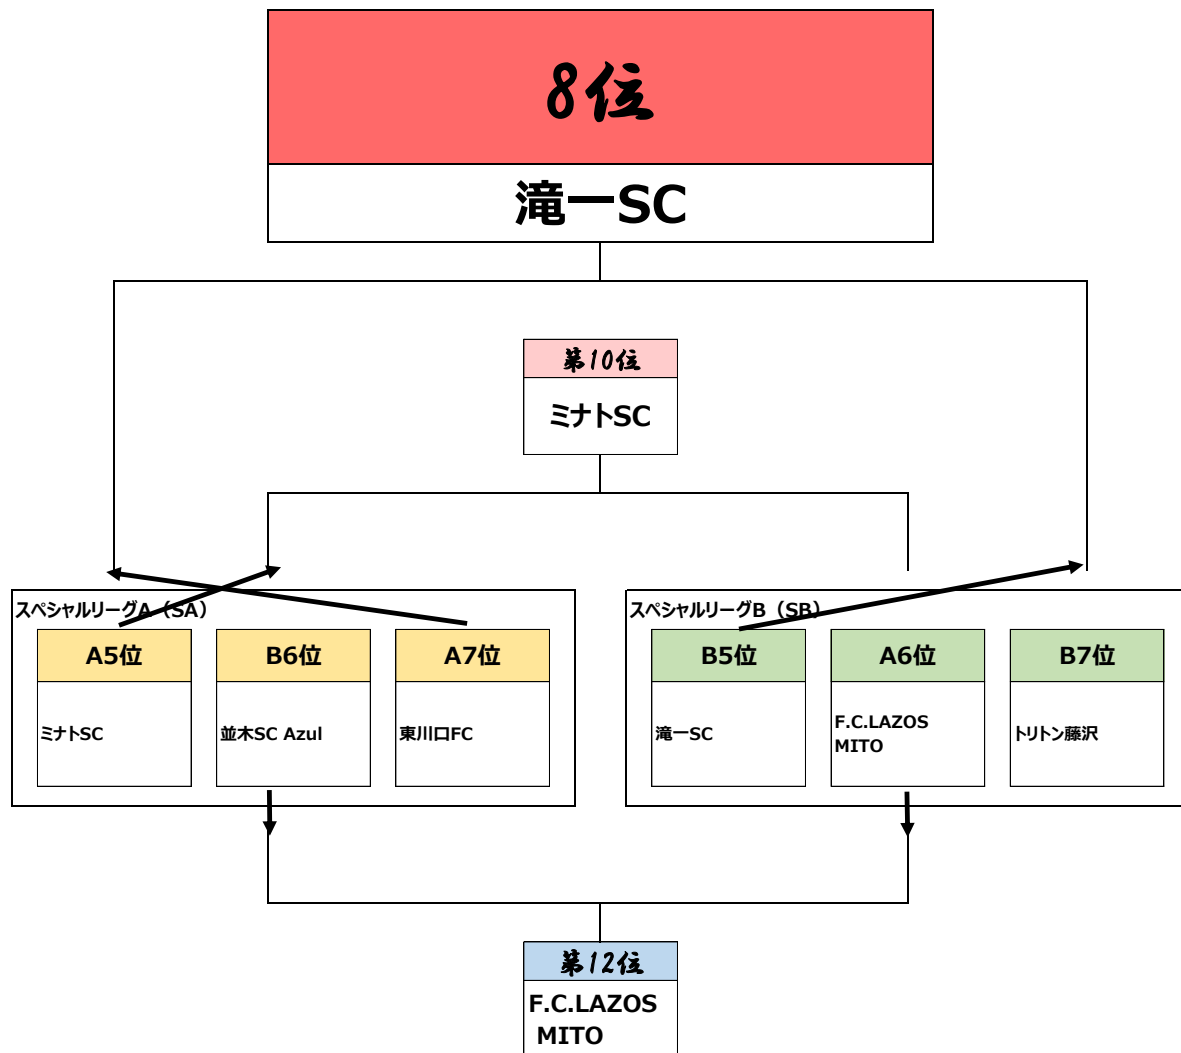 8位
滝一SC
第10位
ミナトSC
スペシャルリーグA（SA）
A5位
B6位
A7位
ミナトSC
並木SC Azul
東川口FC
スペシャルリーグB（SB）
B5位
A6位
B7位
滝一SC
F.C.LAZOS
MITO
トリトン藤沢
第12位
F.C.LAZOS
MITO